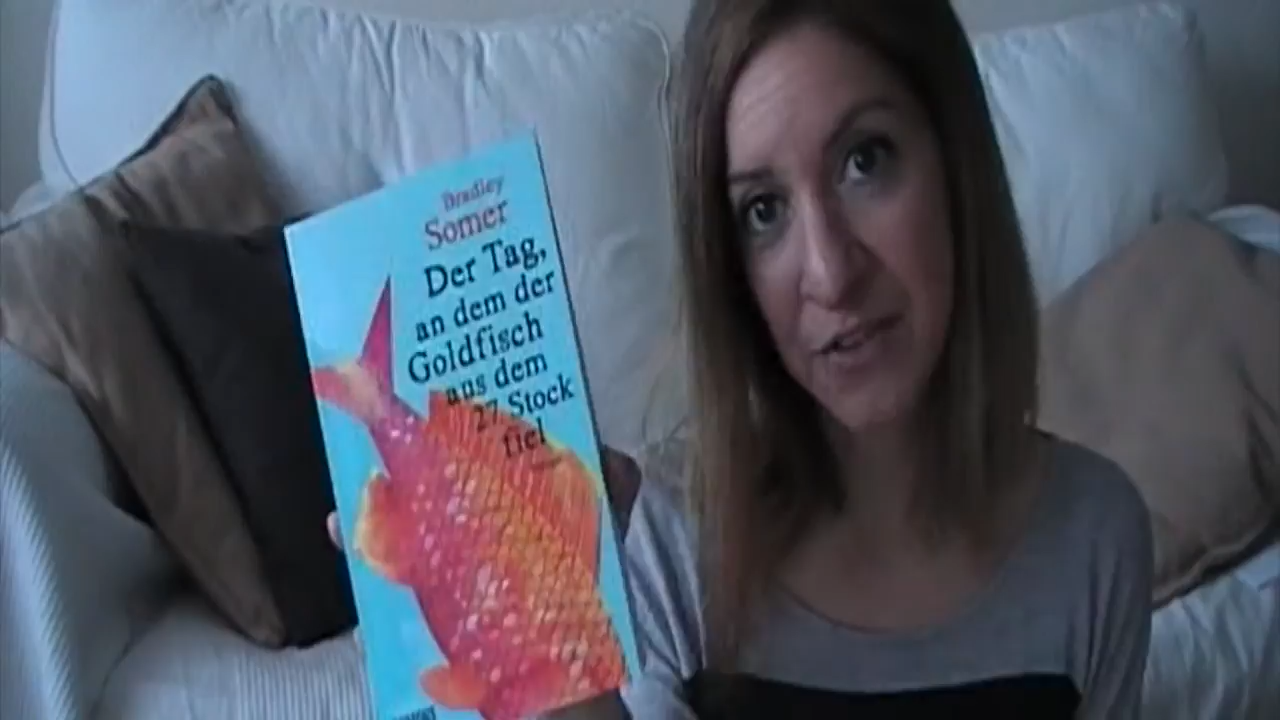 Bradley
Somer
Der Tag,
an dem der
Goldfisch
aus dem
27. Stock
fiel